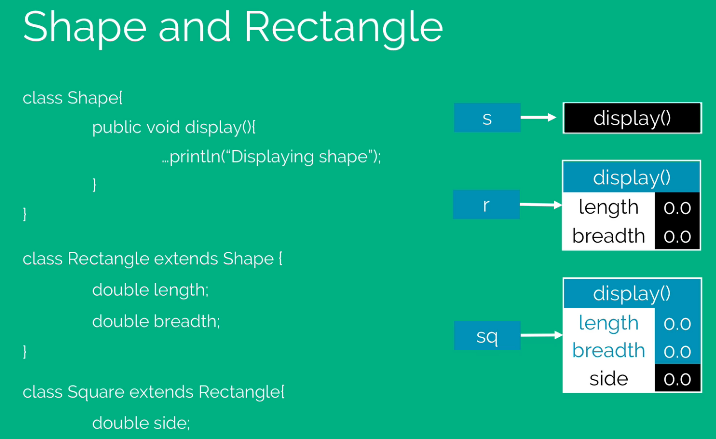 Shape and Rectangle
class Shape{
public void display(){
…println(“Displaying shape”);
}
}
class Rectangle extends Shape {
double length;
double breadth;
}
class Square extends Rectangle{
double side;
s
display()
r
display()
length 0.0
breadth 0.0
sq
display()
length 0.0
breadth 0.0
side 0.0